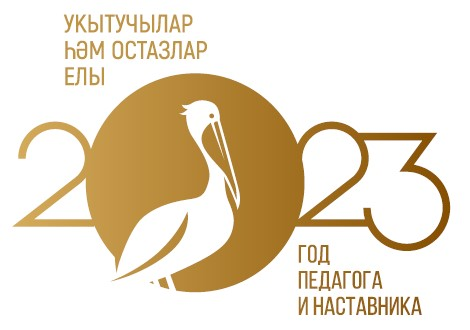 УКЫТУЧЫЛАР
ҺӘМ ОСТАЗЛАР
ЕЛЫ
2023
ГОД
ПЕДАГОГА
И НАСТАВНИКА